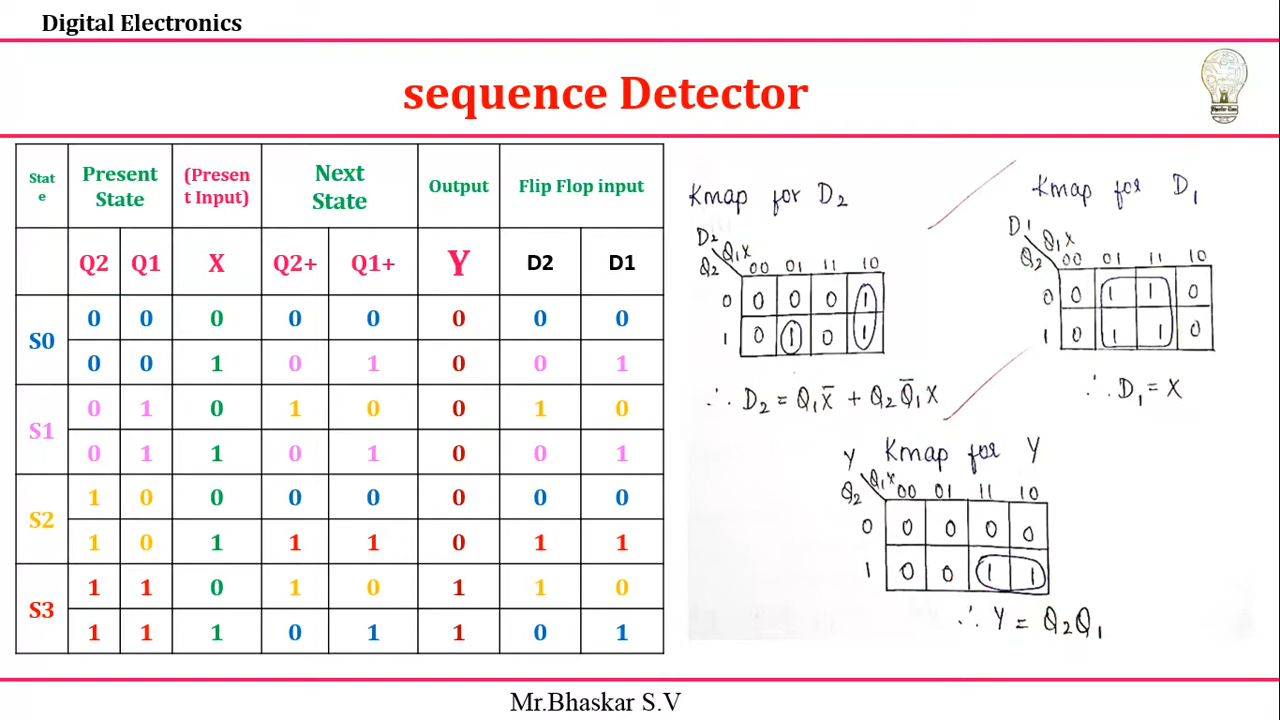 Digital Electronics
sequence Detector
Stat
e
Present
State
(Presen
t Input)
Next
State
Output
Flip Flop input
Q2 Q1 X Q2+ Q1+ Y D2 D1
S0
0 0 0 0 0 0 0 0
0 0 1 0 1 0 0 1
S1
0 1 0 1 0 0 1 0
0 1 1 0 1 0 0 1
S2
1 0 0 0 0 0 0 0
1 0 1 1 1 0 1 1
S3
1 1 0 1 0 1 1 0
1 1 1 0 1 1 0 1
Kmap for D₂
D₂ Q₁X
Q₂ 00 01 11 10
0 0 0 0 1
1 0 1 0 1
∴ D₂ = Q₁X̅ + Q₂Q̅₁X
Kmap for D₁
D1 Q₁X
Q₂ 00 01 11 10
0 0 1 1 0
1 0 1 1 0
∴ D₁ = X
Kmap for Y
Y Q₁X
Q₂ 00 01 11 10
0 0 0 0 0
1 0 0 1 1
∴ Y = Q₂Q₁
Mr.Bhaskar S.V